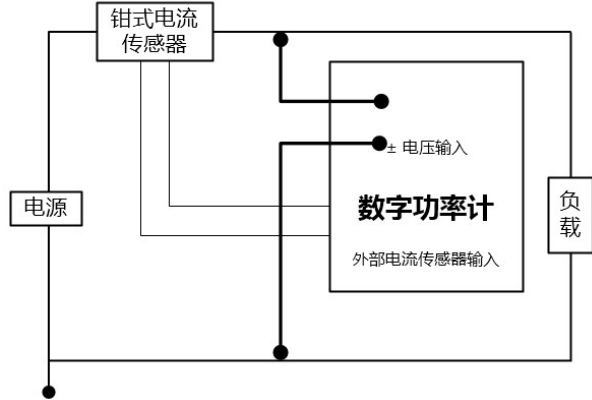 钳式电流
传感器
± 电压输入
电源
数字功率计
负
载
外部电流传感器输入